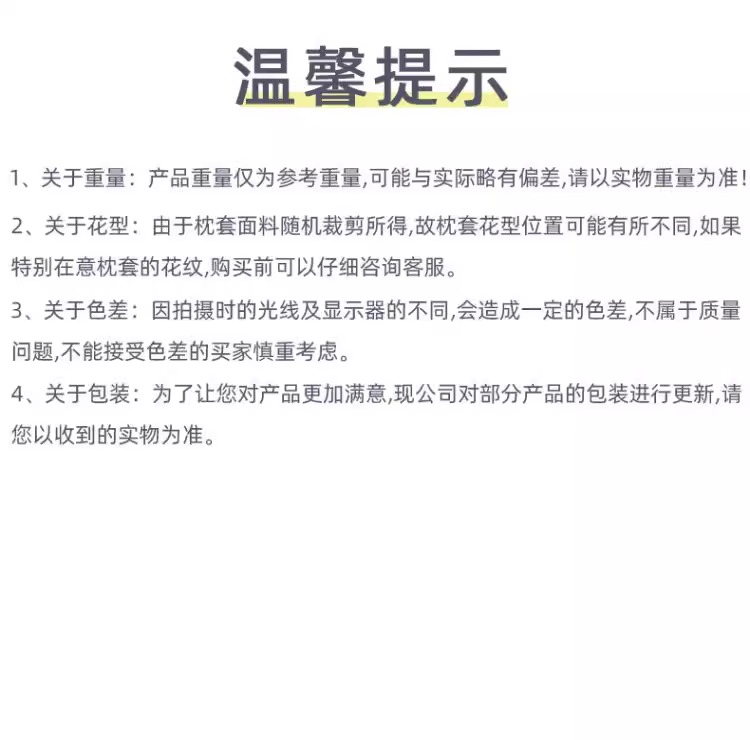 温馨提示
1、关于重量：产品重量仅为参考重量,可能与实际略有偏差,请以实物重量为准！
2、关于花型：由于枕套面料随机裁剪所得,故枕套花型位置可能有所不同,如果
特别在意枕套的花纹,购买前可以仔细咨询客服。
3、关于色差：因拍摄时的光线及显示器的不同,会造成一定的色差,不属于质量
问题,不能接受色差的买家慎重考虑。
4、关于包装：为了让您对产品更加满意,现公司对部分产品的包装进行更新,请
您以收到的实物为准。